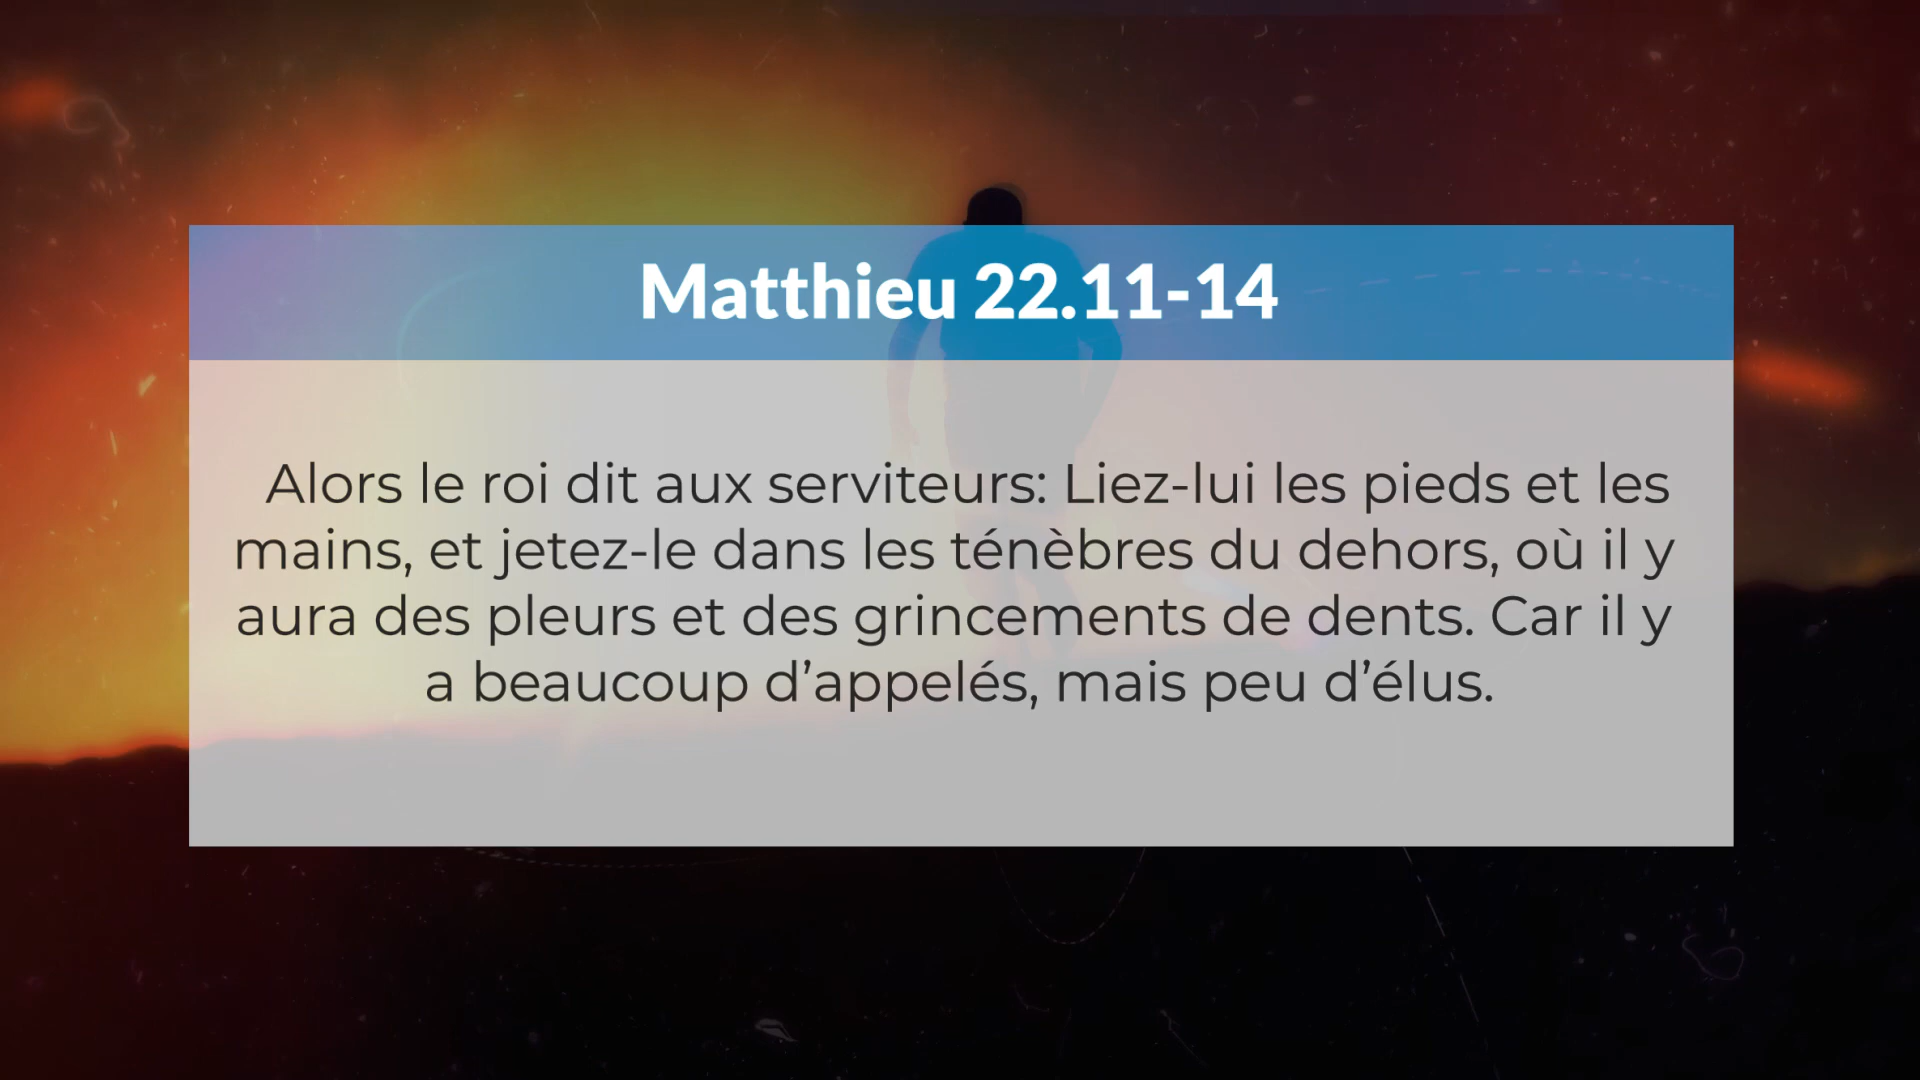 Matthieu 22.11-14
Alors le roi dit aux serviteurs: Liez-lui les pieds et les
mains, et jetez-le dans les ténèbres du dehors, où il y
aura des pleurs et des grincements de dents. Car il y
a beaucoup d’appelés, mais peu d’élus.